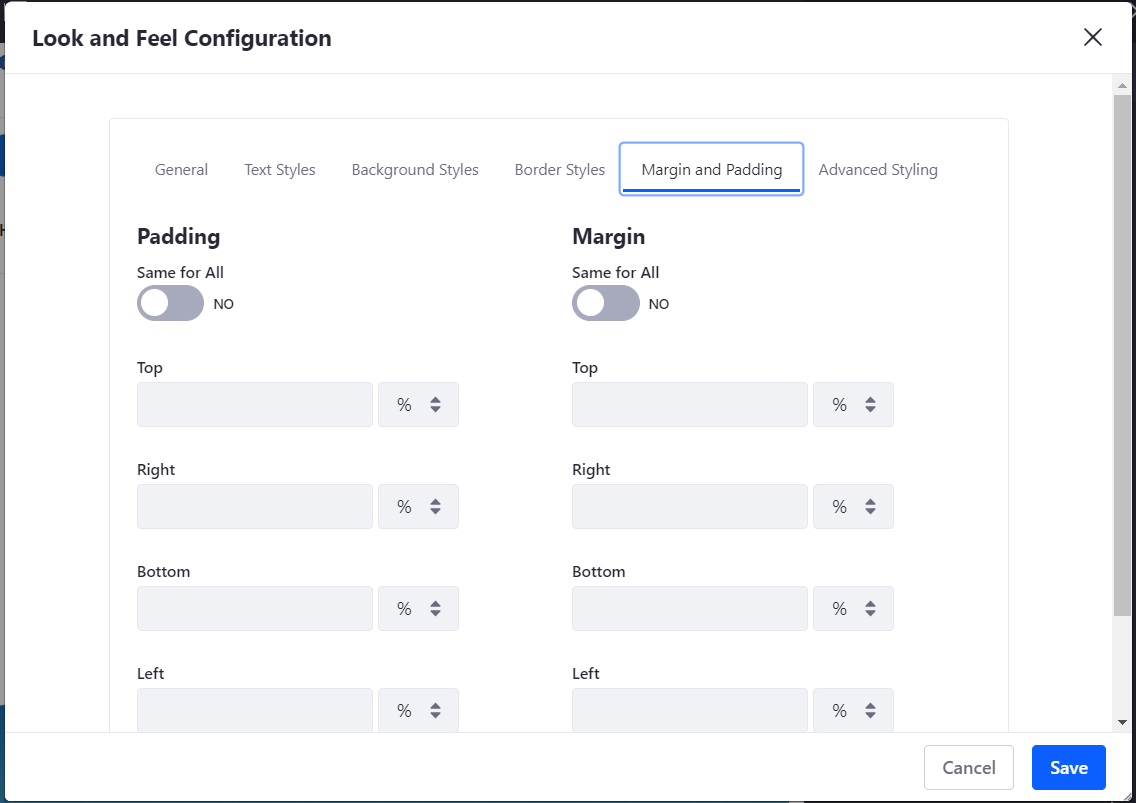 Look and Feel Configuration
General Text Styles Background Styles Border Styles Margin and Padding Advanced Styling
Padding
Same for All
NO
Top
%
Right
%
Bottom
%
Left
%
Margin
Same for All
NO
Top
%
Right
%
Bottom
%
Left
%
Cancel Save